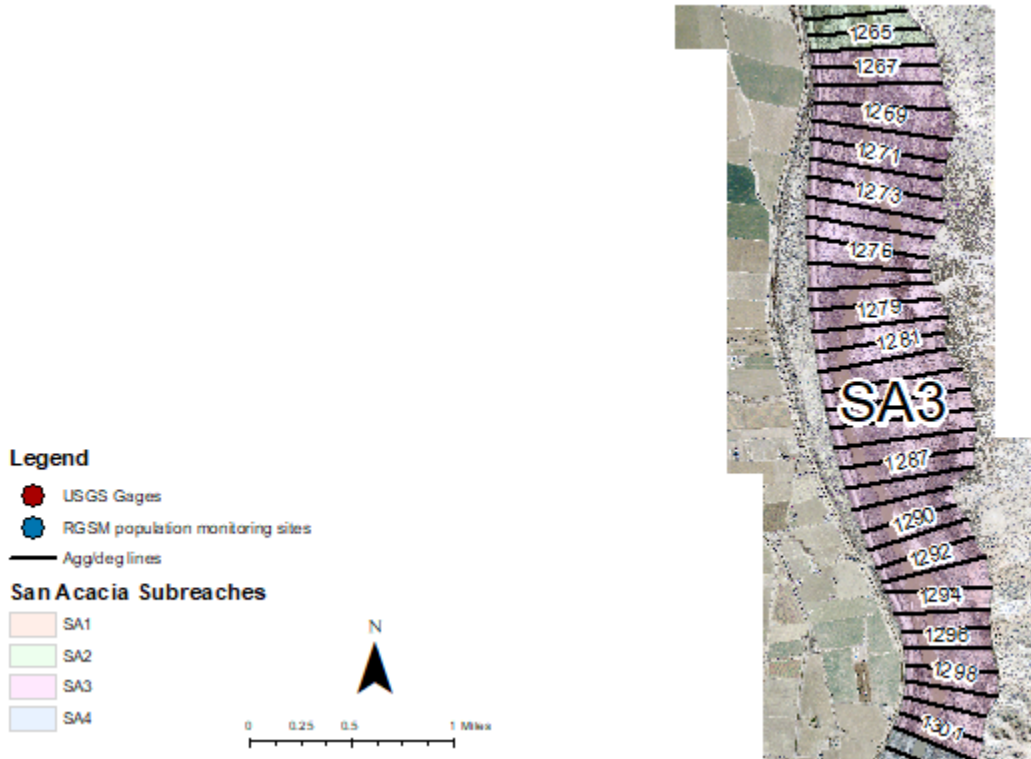 1265
1267
1269
1271
1273
1276
1279
1281
SA3
1287
1290
1292
1294
1296
1298
1301
Legend
USGS Gages
RGSM population monitoring sites
Agg/deg lines
San Acacia Subreaches
SA1
SA2
SA3
SA4
N
0 0.25 0.5 1 Miles